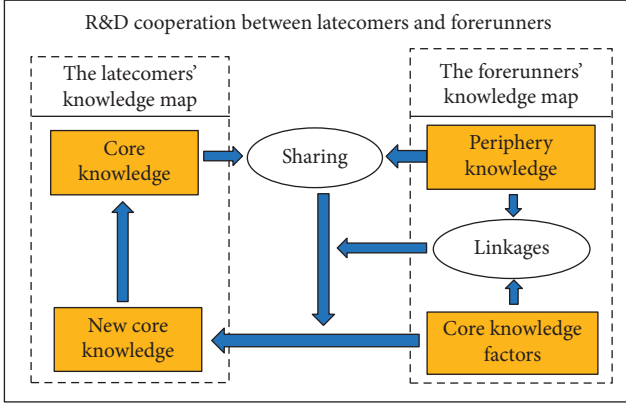 R&D cooperation between latecomers and forerunners
The latecomers’
knowledge map
The forerunners’
knowledge map
Core
knowledge
Sharing
Periphery
knowledge
Linkages
New core
knowledge
Core knowledge
factors